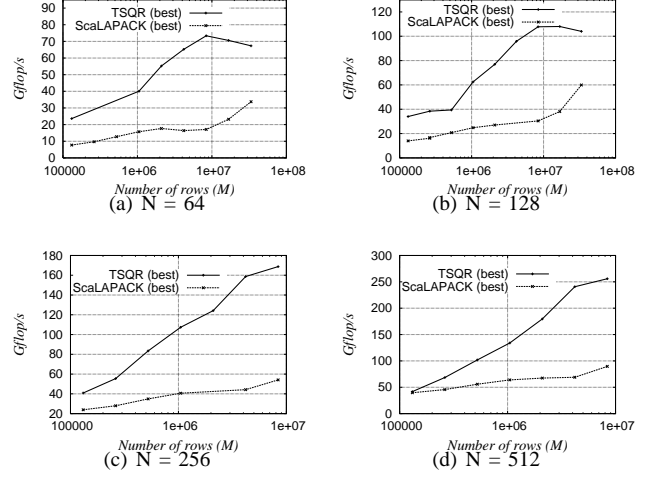 90
80
70
60
50
40
30
20
10
0
Gflop/s
TSQR (best)
ScaLAPACK (best)
100000 1e+06 1e+07 1e+08
Number of rows (M)
(a) N = 64
120
100
80
60
40
20
0
Gflop/s
TSQR (best)
ScaLAPACK (best)
100000 1e+06 1e+07 1e+08
Number of rows (M)
(b) N = 128
180
160
140
120
100
80
60
40
20
Gflop/s
TSQR (best)
ScaLAPACK (best)
100000 1e+06 1e+07
Number of rows (M)
(c) N = 256
300
250
200
150
100
50
0
Gflop/s
TSQR (best)
ScaLAPACK (best)
100000 1e+06 1e+07
Number of rows (M)
(d) N = 512